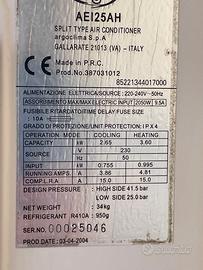 AEI25AH
SPLIT TYPE AIR CONDITIONER
argoclima S.p.A
GALLARATE 21013 (VA) - ITALY
Made in P.R.C.
Prod.No.387031012
85221344017000
ALIMENTAZIONE ELETTRICA/SOURCE: 220-240V~50Hz
ASSORBIMENTO MAX/MAX ELECTRIC INPUT 2050W 9.5A
FUSIBILE RITARDATO/TIME DELAY FUSE SIZE
: 10A
GRADO DI PROTEZIONE/UNIT PROTECTION: IPX4
OPERATION COOLING HEATING
CAPACITY kW 2.65 3.60
SOURCE V 230
Hz 50
INPUT kW 0.755 0.995
RUNNING AMPS. A 3.86 4.81
COMP L.R.A. A 15.0 15.0
DESIGN PRESSURE : HIGH SIDE 41.5 bar
LOW SIDE 25.0 bar
NET WEIGHT : 34kg
REFRIGERANT R410A : 950g
SER.NO. 00025046
PROD DATE 03-04-2004
subito